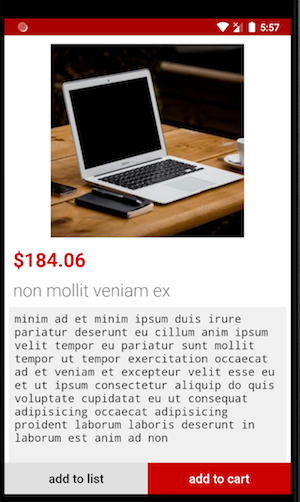 5:57
$184.06
non mollit veniam ex
minim ad et minim ipsum duis irure
pariatur deserunt eu cillum anim ipsum
velit tempor eu pariatur sunt mollit
tempor ut tempor exercitation occaecat
ad et veniam et excepteur velit esse eu
et ut ipsum consectetur aliquip do quis
voluptate cupidatat eu ut consequat
adipisicing occaecat adipisicing
proident laborum laboris deserunt in
laborum est anim ad non
add to list
add to cart